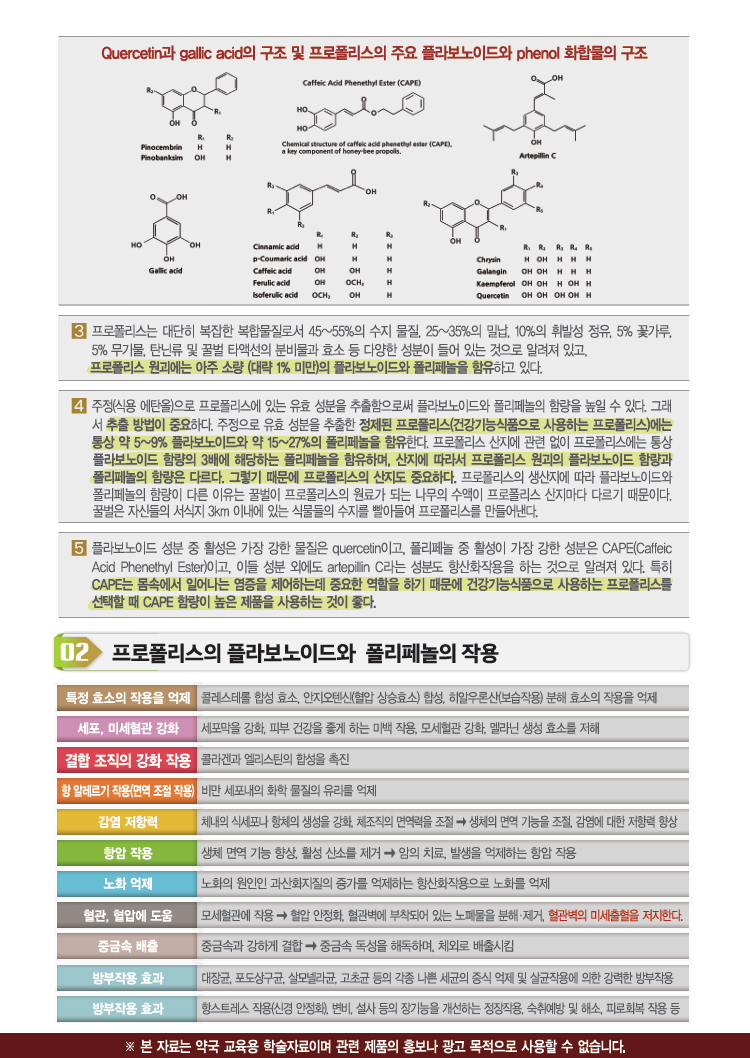 Quercetin과 gallic acid의 구조 및 프로폴리스의 주요 플라보노이드와 phenol 화합물의 구조
R₂
O
R₁
OH
O
R₁ R₂
Pinocembrin H H
Pinobanksim OH H
Caffeic Acid Phenethyl Ester (CAPE)
O
HO
O
HO
Chemical structure of caffeic acid phenethyl ester (CAPE),
a key component of honey-bee propolis.
O
OH
OH
Artepillin C
O
OH
HO
OH
OH
Gallic acid
O
R₃
OH
R₁
R₂
R₁ R₂ R₃
Cinnamic acid H H H
p-Coumaric acid OH H H
Caffeic acid OH OH H
Ferulic acid OH OCH₃ H
Isoferulic acid OCH₃ OH H
R₃
R₄
R₂
O
R₅
R₁
OH
O
R₁ R₂ R₃ R₄ R₅
Chrysin H OH H H H
Galangin OH OH H H H
Kaempferol OH OH H OH H
Quercetin OH OH OH OH H
3 프로폴리스는 대단히 복잡한 복합물질로서 45~55%의 수지 물질, 25~35%의 밀납, 10%의 휘발성 정유, 5% 꽃가루,
5% 무기물, 탄닌류 및 꿀벌 타액선의 분비물과 효소 등 다양한 성분이 들어 있는 것으로 알려져 있고,
프로폴리스 원괴에는 아주 소량 (대략 1% 미만)의 플라보노이드와 폴리페놀을 함유하고 있다.
4 주정(식용 에탄올)으로 프로폴리스에 있는 유효 성분을 추출함으로써 플라보노이드와 폴리페놀의 함량을 높일 수 있다. 그래
서 추출 방법이 중요하다. 주정으로 유효 성분을 추출한 정제된 프로폴리스(건강기능식품으로 사용하는 프로폴리스)에는
통상 약 5~9% 플라보노이드와 약 15~27%의 폴리페놀을 함유한다. 프로폴리스 산지에 관련 없이 프로폴리스에는 통상
플라보노이드 함량의 3배에 해당하는 폴리페놀을 함유하며, 산지에 따라서 프로폴리스 원괴의 플라보노이드 함량과
폴리페놀의 함량은 다르다. 그렇기 때문에 프로폴리스의 산지도 중요하다. 프로폴리스의 생산지에 따라 플라보노이드와
폴리페놀의 함량이 다른 이유는 꿀벌이 프로폴리스의 원료가 되는 나무의 수액이 프로폴리스 산지마다 다르기 때문이다.
꿀벌은 자신들의 서식지 3km 이내에 있는 식물들의 수지를 빨아들여 프로폴리스를 만들어낸다.
5 플라보노이드 성분 중 활성은 가장 강한 물질은 quercetin이고, 폴리페놀 중 활성이 가장 강한 성분은 CAPE(Caffeic
Acid Phenethyl Ester)이고, 이들 성분 외에도 artepillin C라는 성분도 항산화작용을 하는 것으로 알려져 있다. 특히
CAPE는 몸속에서 일어나는 염증을 제어하는데 중요한 역할을 하기 때문에 건강기능식품으로 사용하는 프로폴리스를
선택할 때 CAPE 함량이 높은 제품을 사용하는 것이 좋다.
02 프로폴리스의 플라보노이드와 폴리페놀의 작용
특정 효소의 작용을 억제 콜레스테롤 합성 효소, 안지오텐신(혈압 상승효소) 합성, 히알우론산(보습작용) 분해 효소의 작용을 억제
세포, 미세혈관 강화 세포막을 강화, 피부 건강을 좋게 하는 미백 작용, 모세혈관 강화, 멜라닌 생성 효소를 저해
결합 조직의 강화 작용 콜라겐과 엘리스틴의 합성을 촉진
항 알레르기 작용(면역 조절 작용) 비만 세포내의 화학 물질의 유리를 억제
감염 저항력 체내의 식세포나 항체의 생성을 강화, 체조직의 면역력을 조절 → 생체의 면역 기능을 조절, 감염에 대한 저항력 향상
항암 작용 생체 면역 기능 향상, 활성 산소를 제거 → 암의 치료, 발생을 억제하는 항암 작용
노화 억제 노화의 원인인 과산화지질의 증가를 억제하는 항산화작용으로 노화를 억제
혈관, 혈압에 도움 모세혈관에 작용 → 혈압 안정화, 혈관벽에 부착되어 있는 노폐물을 분해·제거, 혈관벽의 미세출혈을 저지한다.
중금속 배출 중금속과 강하게 결합 → 중금속 독성을 해독하며, 체외로 배출시킴
방부작용 효과 대장균, 포도상구균, 살모넬라균, 고초균 등의 각종 나쁜 세균의 증식 억제 및 살균작용에 의한 강력한 방부작용
방부작용 효과 항스트레스 작용(신경 안정화), 변비, 설사 등의 장기능을 개선하는 정장작용, 숙취예방 및 해소, 피로회복 작용 등
※ 본 자료는 약국 교육용 학술자료이며 관련 제품의 홍보나 광고 목적으로 사용할 수 없습니다.